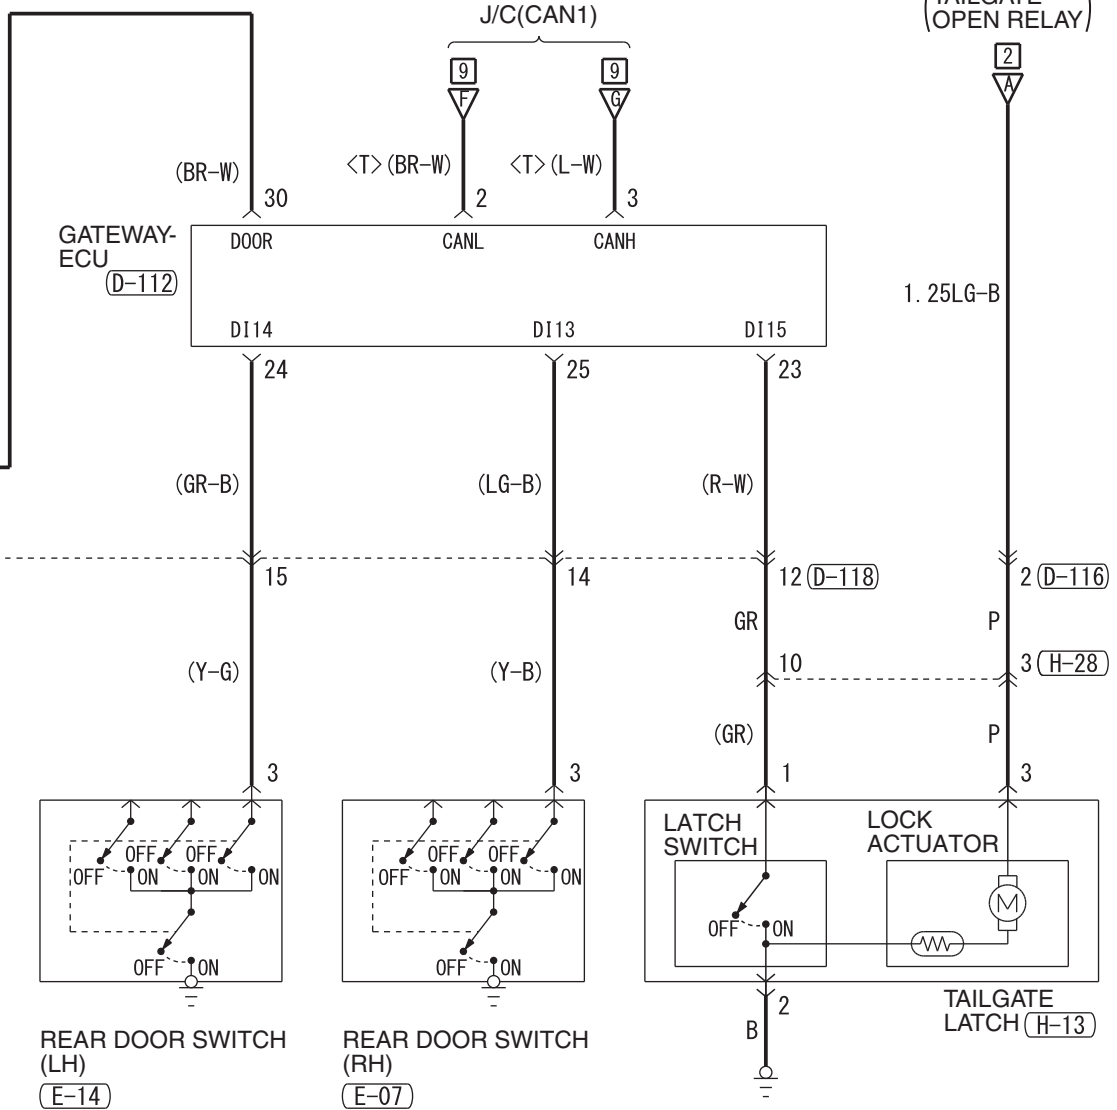 J/C(CAN1)
TAILGATE
OPEN RELAY
9
9
2
F
G
A
(BR-W)
<T>(BR-W)
<T>(L-W)
30
2
3
GATEWAY-
ECU
D-112
DOOR
CANL
CANH
1.25LG-B
DI14
DI13
DI15
24
25
23
(GR-B)
(LG-B)
(R-W)
15
14
12
D-118
2
D-116
GR
P
10
3
H-28
(Y-G)
(Y-B)
(GR)
P
3
3
1
3
LATCH
SWITCH
LOCK
ACTUATOR
OFF
OFF
OFF
ON
ON
ON
OFF
ON
OFF
OFF
OFF
ON
ON
ON
OFF
ON
OFF
ON
M
REAR DOOR SWITCH
(LH)
E-14
REAR DOOR SWITCH
(RH)
E-07
2
B
TAILGATE
LATCH
H-13